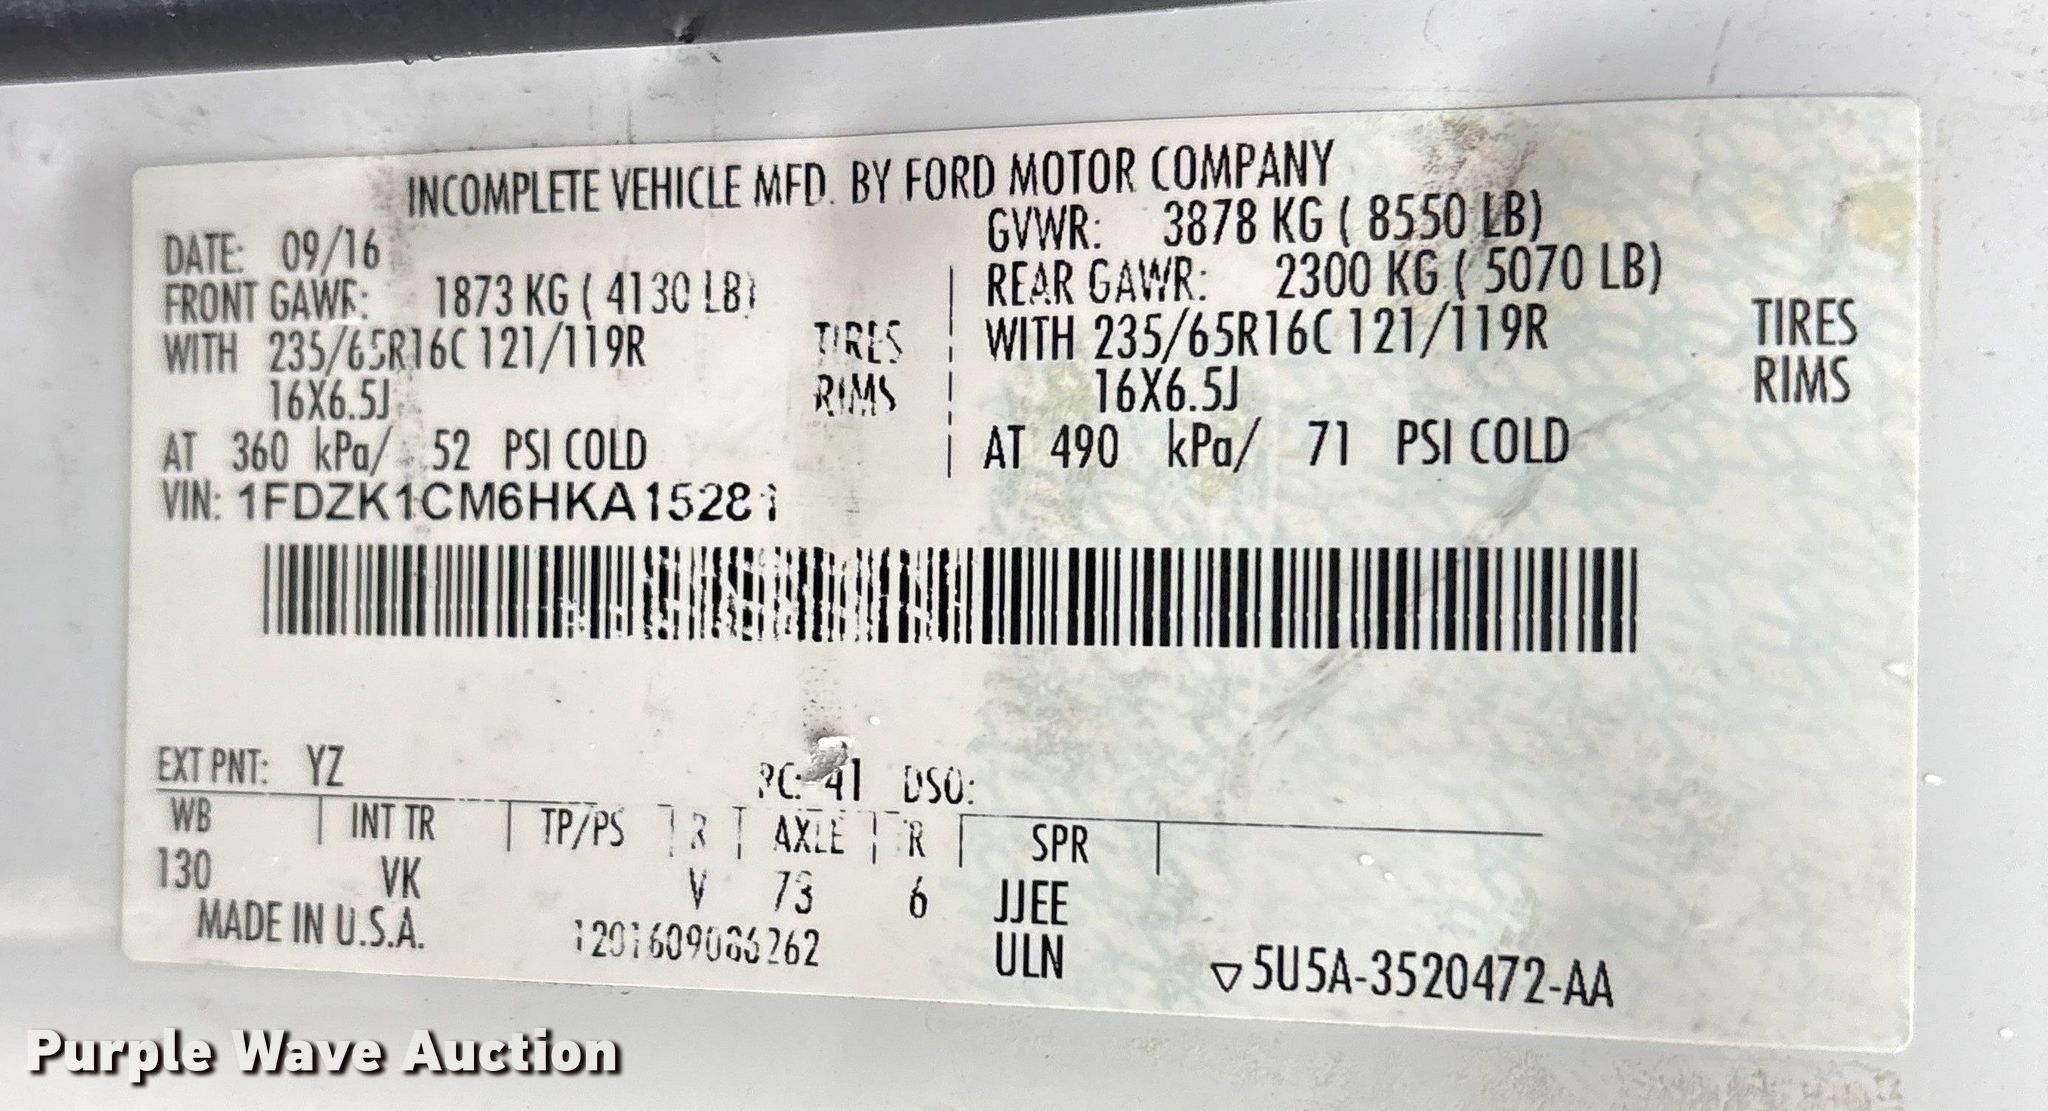 INCOMPLETE VEHICLE MFD. BY FORD MOTOR COMPANY
DATE: 09/16 GVWR: 3878 KG ( 8550 LB)
FRONT GAWR: 1873 KG ( 4130 LB) REAR GAWR: 2300 KG ( 5070 LB)
WITH 235/65R16C 121/119R TIRES WITH 235/65R16C 121/119R TIRES
16X6.5J RIMS 16X6.5J RIMS
AT 360 kPa/ 52 PSI COLD AT 490 kPa/ 71 PSI COLD
VIN: 1FDZK1CM6HKA15281
EXT PNT: YZ RC: 41 DSO:
WB INT TR TP/PS R AXLE R SPR
130 VK V 73 6 JJEE
MADE IN U.S.A. 1201609086262 ULN ▽5U5A-3520472-AA
Purple Wave Auction